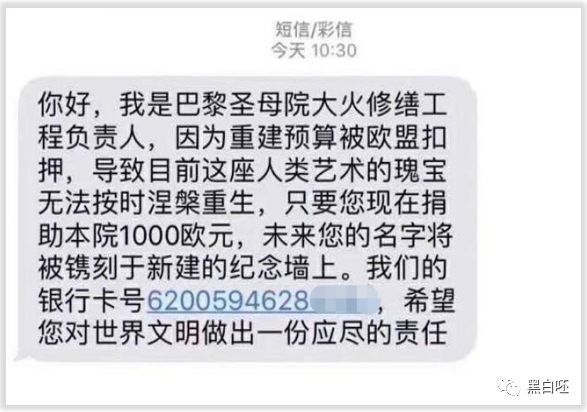 短信/彩信
今天 10:30
你好，我是巴黎圣母院大火修缮工
程负责人，因为重建预算被欧盟扣
押，导致目前这座人类艺术的瑰宝
无法按时涅槃重生，只要您现在捐
助本院1000欧元，未来您的名字将
被镌刻于新建的纪念墙上。我们的
银行卡号6200594628，希望
您对世界文明做出一份应尽的责任
黑白呸